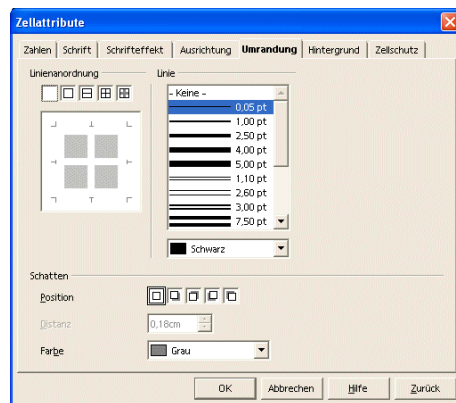 Zellattribute
Zahlen Schrift Schrifteffekt Ausrichtung Umrandung Hintergrund Zellschutz
Linienanordnung Linie
- Keine -
0,05 pt
1,00 pt
2,50 pt
4,00 pt
5,00 pt
1,10 pt
2,60 pt
3,00 pt
7,50 pt
Schwarz
Schatten
Position
Distanz 0,18cm
Farbe Grau
OK Abbrechen Hilfe Zurück